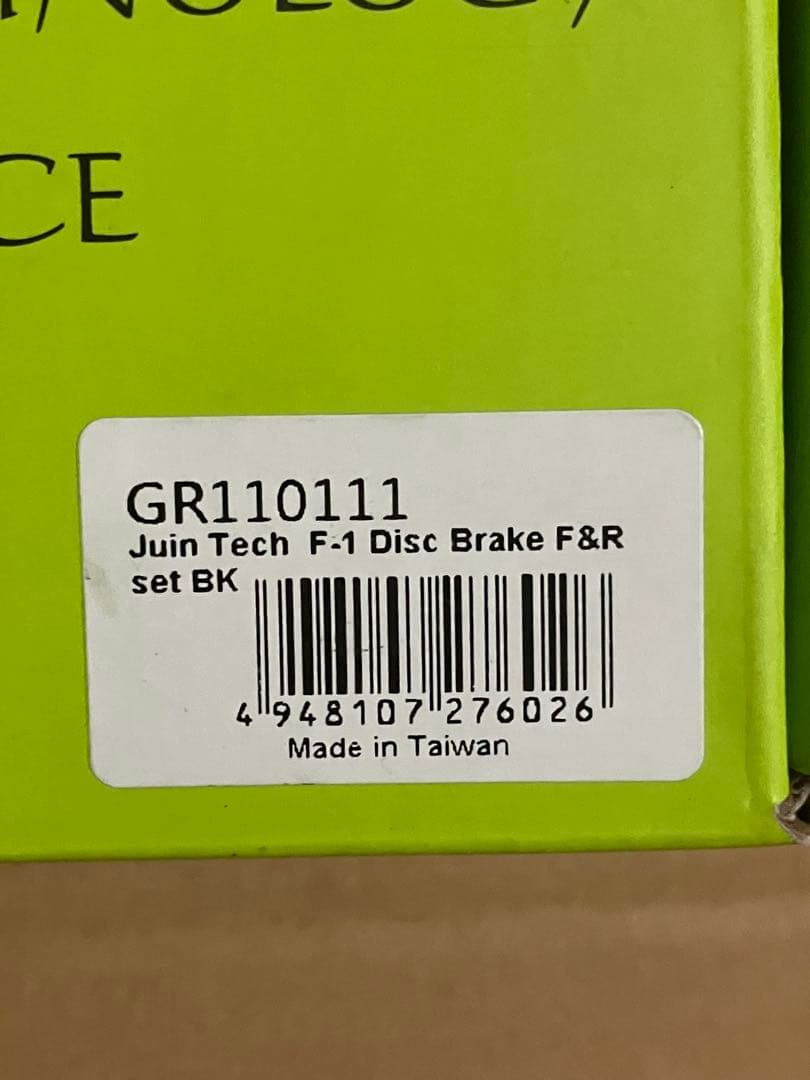 CE
GR110111
Juin Tech F-1 Disc Brake F&R
set BK
4 948107 276026
Made in Taiwan